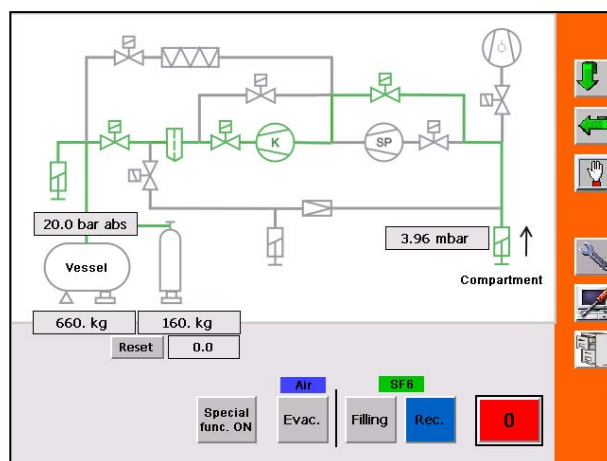 K
SP
20.0 bar abs
3.96 mbar
Vessel
Compartment
660. kg
160. kg
Reset
0.0
Air
SF6
Special
func. ON
Evac.
Filling
Rec.
0